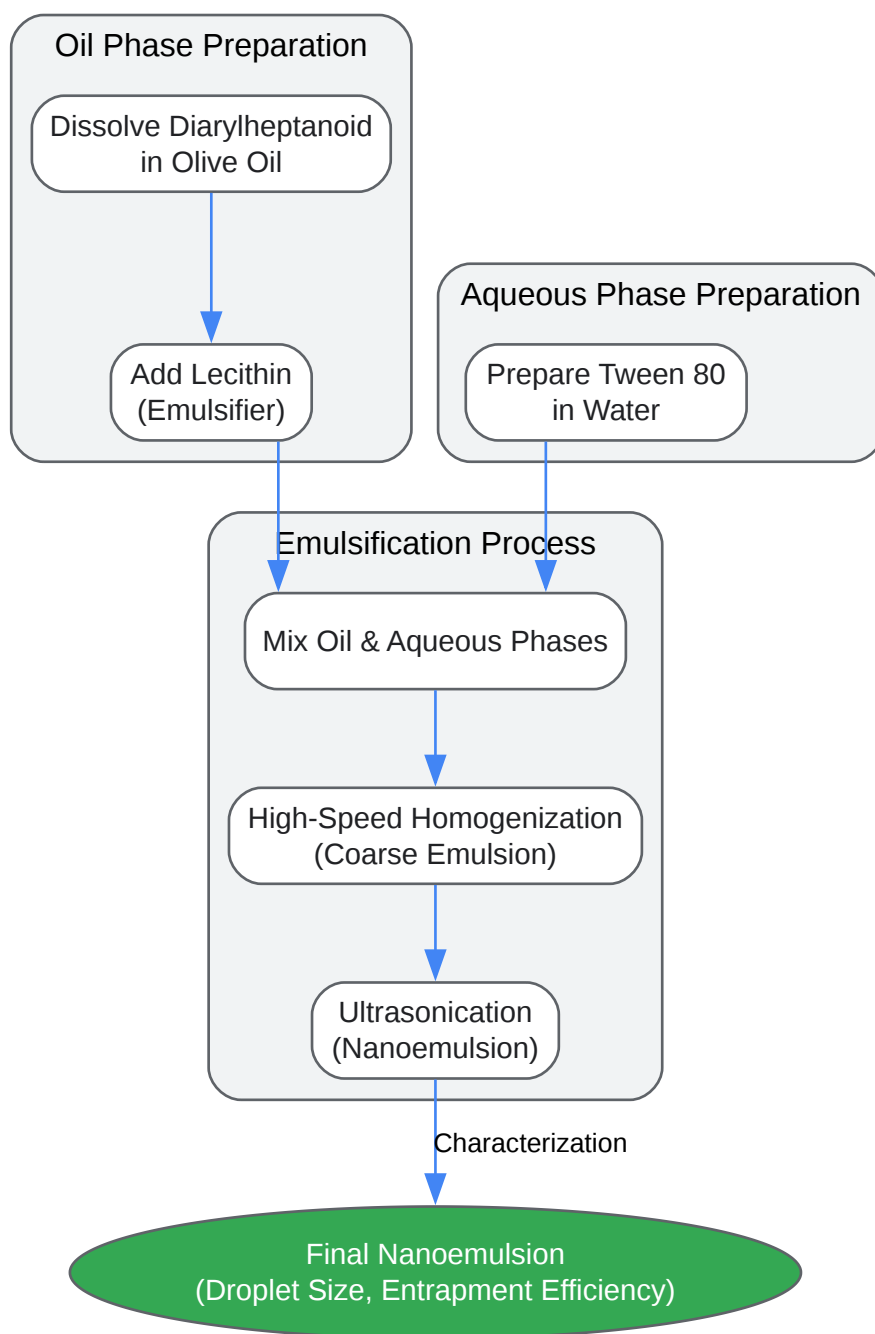 Oil Phase Preparation
Dissolve Diarylheptanoid
in Olive Oil
Add Lecithin
(Emulsifier)
Aqueous Phase Preparation
Prepare Tween 80
in Water
Emulsification Process
Mix Oil & Aqueous Phases
High-Speed Homogenization
(Coarse Emulsion)
Ultrasonication
(Nanoemulsion)
Characterization
Final Nanoemulsion
(Droplet Size, Entrapment Efficiency)